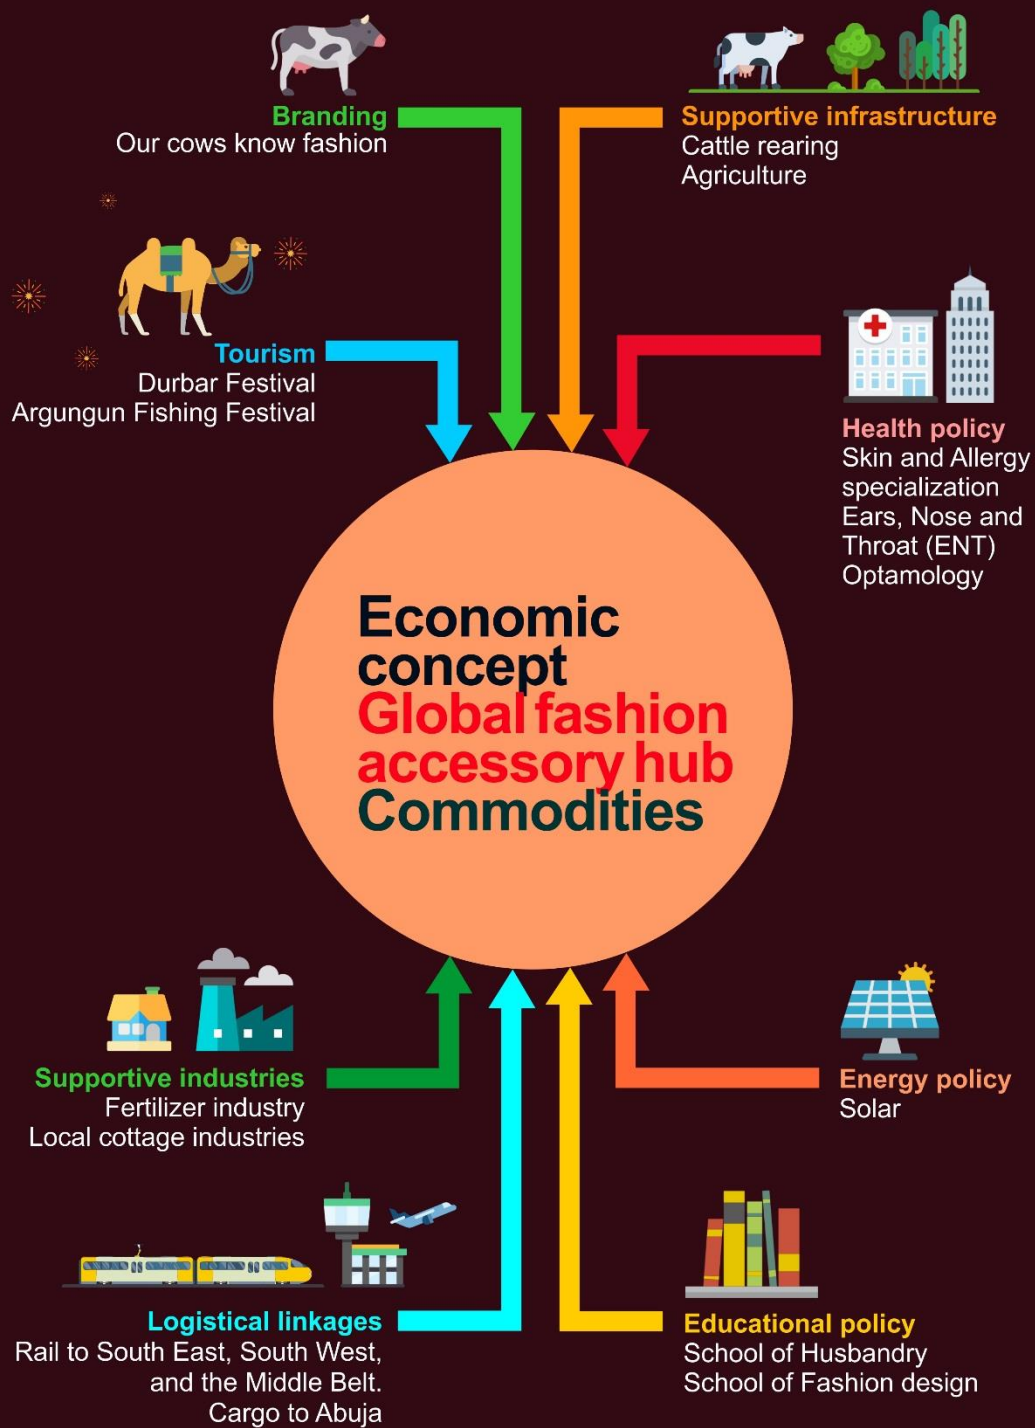 Branding
Our cows know fashion
Supportive infrastructure
Cattle rearing
Agriculture
Tourism
Durbar Festival
Argungun Fishing Festival
Health policy
Skin and Allergy
specialization
Ears, Nose and
Throat (ENT)
Optamology
Economic
concept
Global fashion
accessory hub
Commodities
Supportive industries
Fertilizer industry
Local cottage industries
Energy policy
Solar
Logistical linkages
Rail to South East, South West,
and the Middle Belt.
Cargo to Abuja
Educational policy
School of Husbandry
School of Fashion design